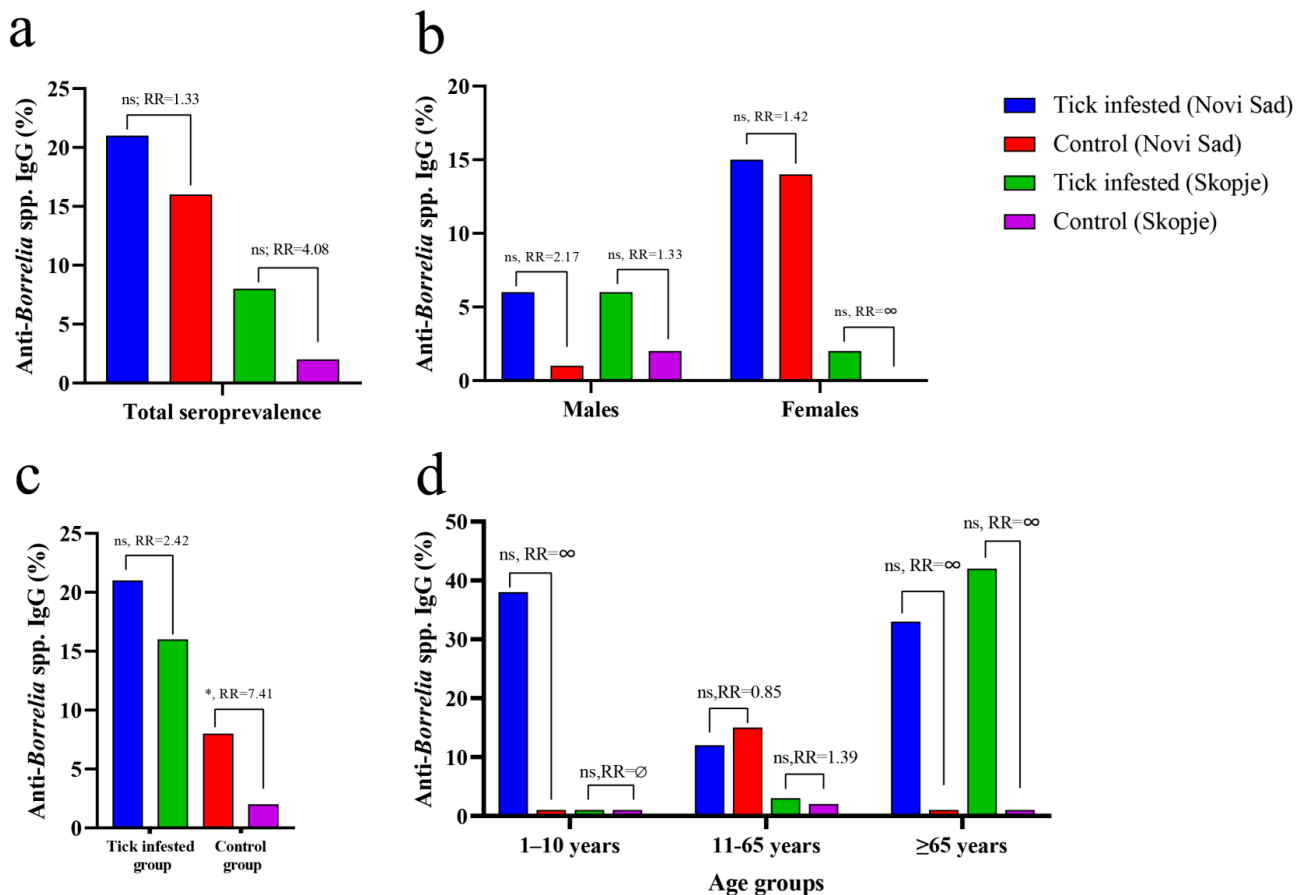 a
Anti-Borrelia spp. IgG (%)
25
20
15
10
5
0
ns; RR=1.33
ns; RR=4.08
Total seroprevalence
b
Anti-Borrelia spp. IgG (%)
20
15
10
5
0
ns, RR=2.17
ns, RR=1.33
ns, RR=1.42
ns, RR=∞
Males
Females
Tick infested (Novi Sad)
Control (Novi Sad)
Tick infested (Skopje)
Control (Skopje)
c
Anti-Borrelia spp. IgG (%)
25
20
15
10
5
0
ns, RR=2.42
*, RR=7.41
Tick infested
group
Control
group
d
Anti-Borrelia spp. IgG (%)
50
40
30
20
10
0
ns, RR=∞
ns,RR=∅
ns,RR=0.85
ns,RR=1.39
ns, RR=∞
ns, RR=∞
1–10 years
11-65 years
≥65 years
Age groups